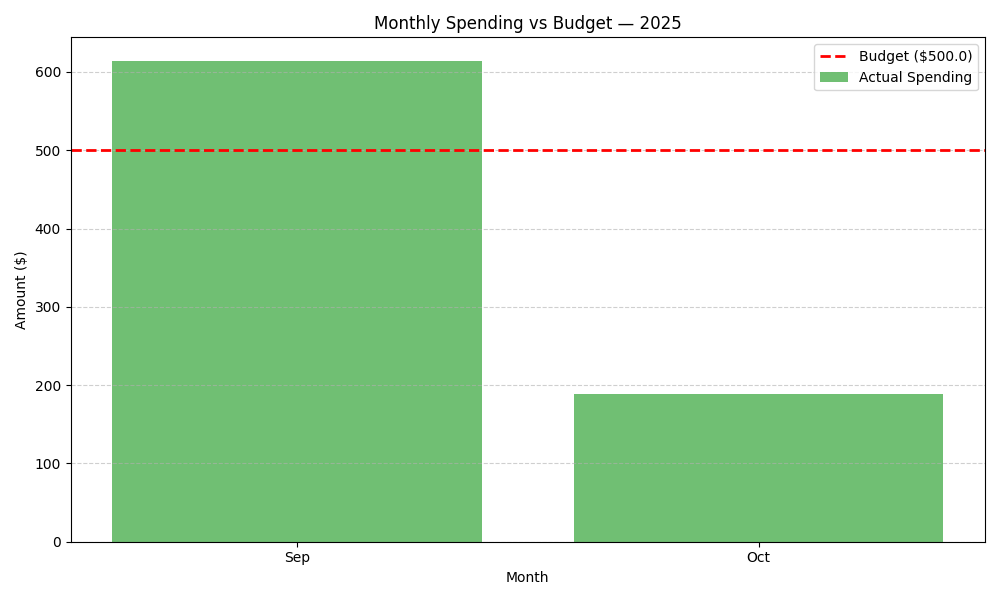 Monthly Spending vs Budget — 2025
Budget ($500.0)
Actual Spending
Amount ($)
600
500
400
300
200
100
0
Sep
Oct
Month